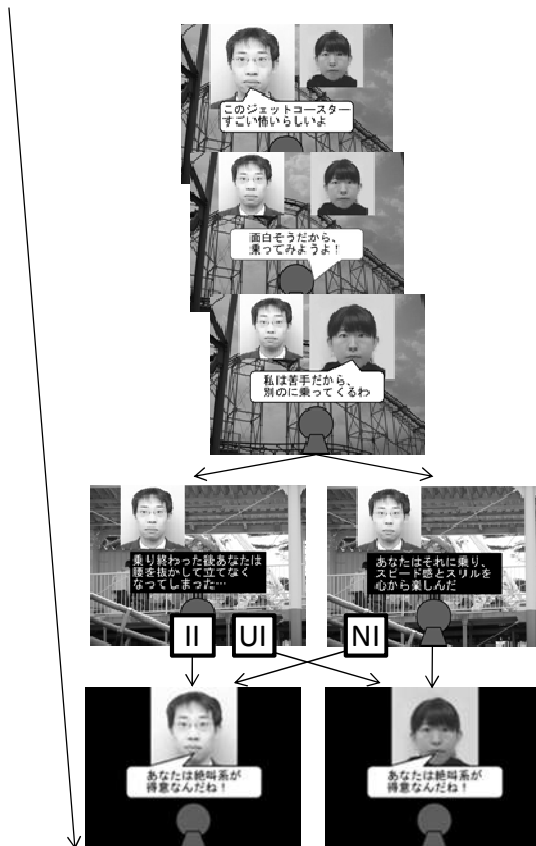 このジェットコースター
すごい怖いらしいよ
面白そうだから、
乗ってみようよ！
私は苦手だから、
別のに乗ってくるわ
乗り終わった後あなたは
腰を抜かして立てなく
なってしまった…
あなたはそれに乗り、
スピード感とスリルを
心から楽しんだ
II
UI
NI
あなたは絶叫系が
得意なんだね！
あなたは絶叫系が
得意なんだね！